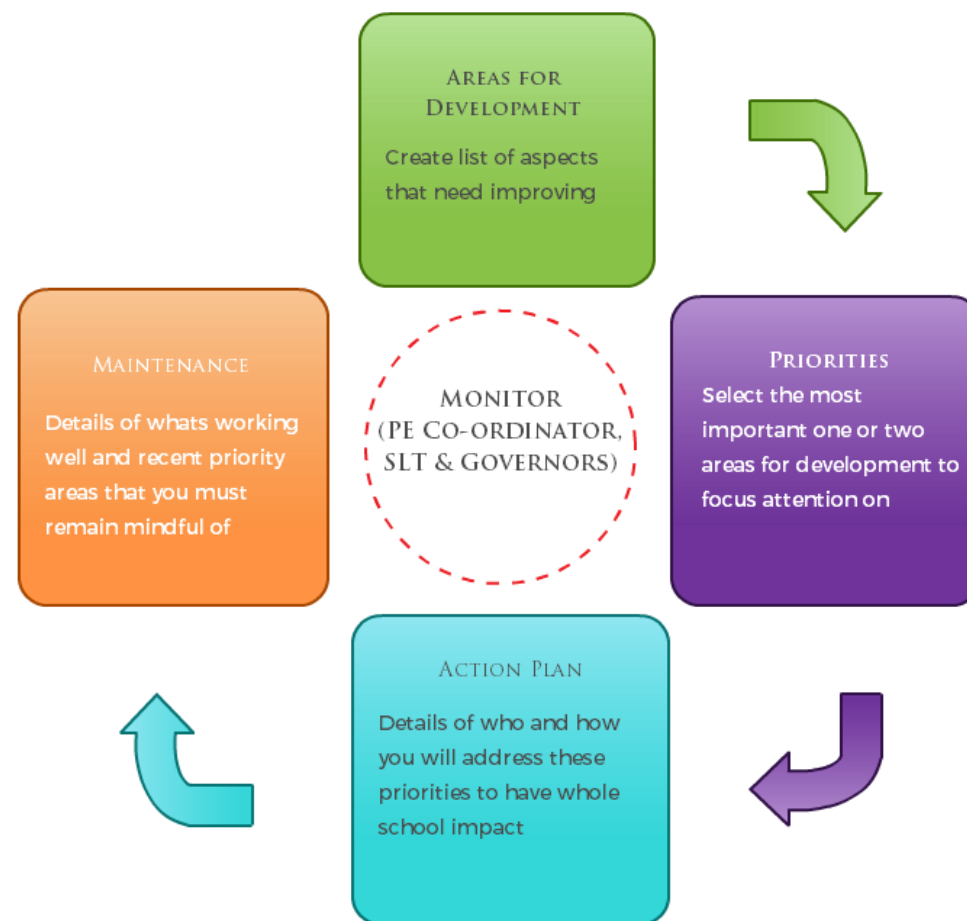 AREAS FOR
DEVELOPMENT
Create list of aspects
that need improving
PRIORITIES
Select the most
important one or two
areas for development to
focus attention on
ACTION PLAN
Details of who and how
you will address these
priorities to have whole
school impact
MAINTENANCE
Details of whats working
well and recent priority
areas that you must
remain mindful of
MONITOR
(PE CO-ORDINATOR,
SLT & GOVERNORS)